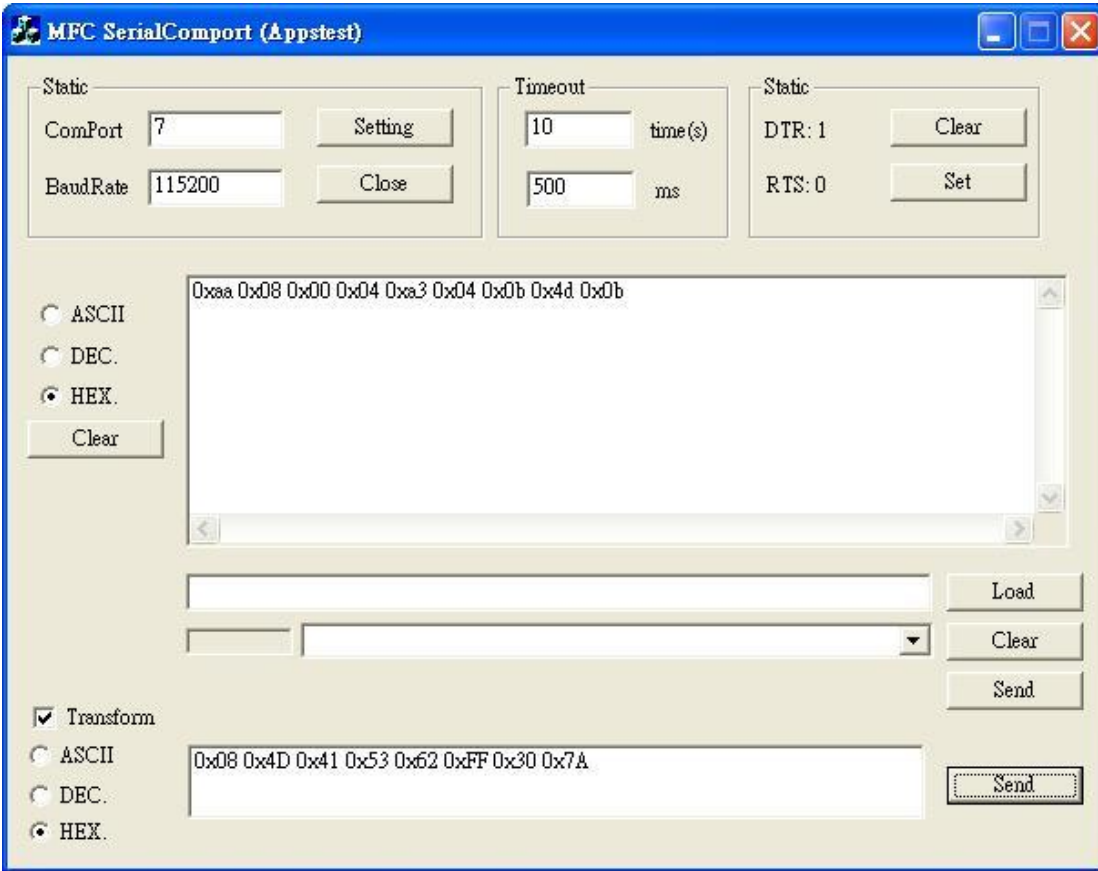 MFC SerialComport (Appstest)
Static
ComPort 7 Setting
BaudRate 115200 Close
Timeout
10 time(s)
500 ms
Static
DTR: 1 Clear
RTS: 0 Set
ASCII
DEC.
HEX.
Clear
0xaa 0x08 0x00 0x04 0xa3 0x04 0x0b 0x4d 0x0b
Load
Clear
Send
Transform
ASCII
DEC.
HEX.
0x08 0x4D 0x41 0x53 0x62 0xFF 0x30 0x7A
Send